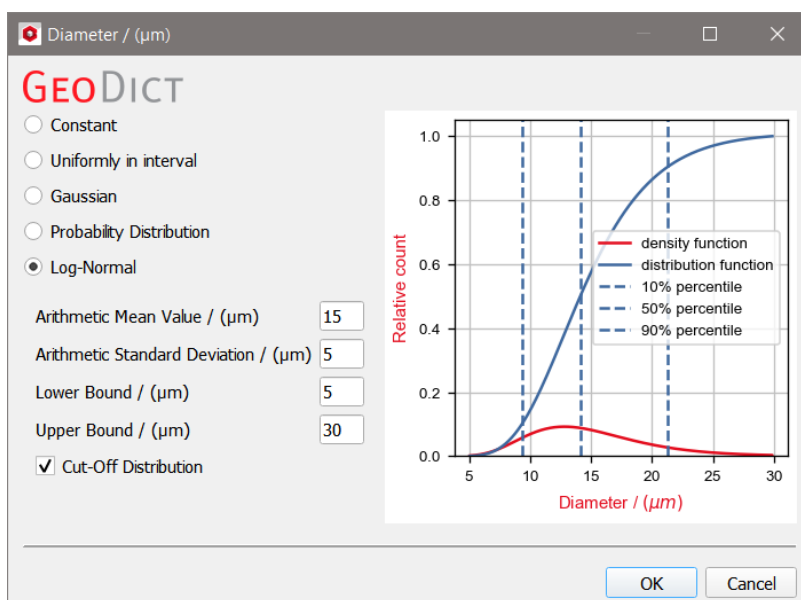 Diameter / (µm)
GEODICT
Constant
Uniformly in interval
Gaussian
Probability Distribution
Log-Normal
Arithmetic Mean Value / (µm) 15
Arithmetic Standard Deviation / (µm) 5
Lower Bound / (µm) 5
Upper Bound / (µm) 30
Cut-Off Distribution
Relative count
1.0
0.8
0.6
0.4
0.2
0.0
density function
distribution function
10% percentile
50% percentile
90% percentile
5 10 15 20 25 30
Diameter / (µm)
OK Cancel